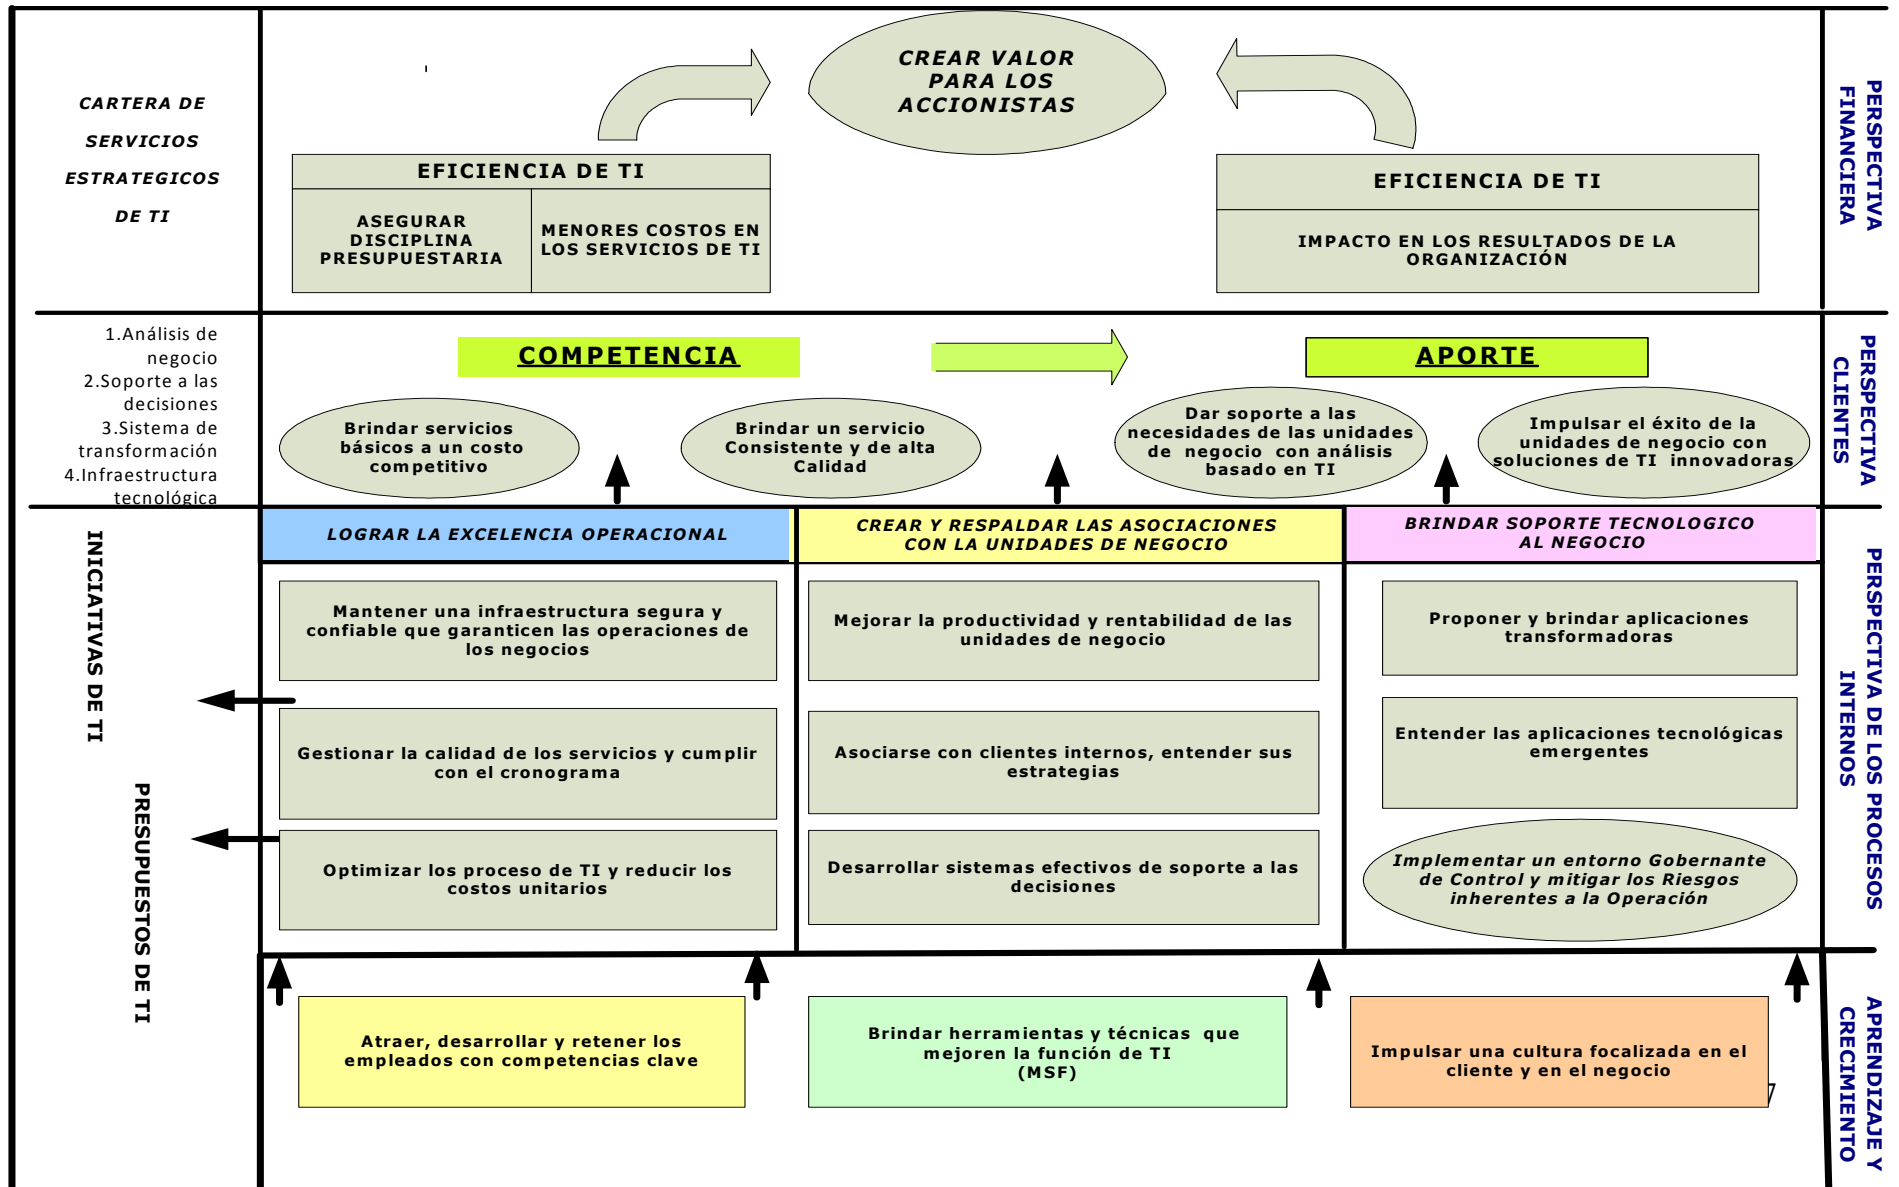 CARTERA DE
SERVICIOS
ESTRATEGICOS
DE TI
CREAR VALOR
PARA LOS
ACCIONISTAS
EFICIENCIA DE TI
ASEGURAR
DISCIPLINA
PRESUPUESTARIA
MENORES COSTOS EN
LOS SERVICIOS DE TI
EFICIENCIA DE TI
IMPACTO EN LOS RESULTADOS DE LA
ORGANIZACIÓN
PERSPECTIVA
FINANCIERA
1.Análisis de
negocio
2.Soporte a las
decisiones
3.Sistema de
transformación
4.Infraestructura
tecnológica
COMPETENCIA
APORTE
Brindar servicios
básicos a un costo
competitivo
Brindar un servicio
Consistente y de alta
Calidad
Dar soporte a las
necesidades de las unidades
de negocio con análisis
basado en TI
Impulsar el éxito de la
unidades de negocio con
soluciones de TI innovadoras
PERSPECTIVA
CLIENTES
INICIATIVAS DE TI
PRESUPUESTOS DE TI
LOGRAR LA EXCELENCIA OPERACIONAL
CREAR Y RESPALDAR LAS ASOCIACIONES
CON LA UNIDADES DE NEGOCIO
BRINDAR SOPORTE TECNOLOGICO
AL NEGOCIO
Mantener una infraestructura segura y
confiable que garanticen las operaciones de
los negocios
Mejorar la productividad y rentabilidad de las
unidades de negocio
Proponer y brindar aplicaciones
transformadoras
Gestionar la calidad de los servicios y cumplir
con el cronograma
Asociarse con clientes internos, entender sus
estrategias
Entender las aplicaciones tecnológicas
emergentes
Optimizar los proceso de TI y reducir los
costos unitarios
Desarrollar sistemas efectivos de soporte a las
decisiones
Implementar un entorno Gobernante
de Control y mitigar los Riesgos
inherentes a la Operación
PERSPECTIVA DE LOS PROCESOS
INTERNOS
Atraer, desarrollar y retener los
empleados con competencias clave
Brindar herramientas y técnicas que
mejoren la función de TI
(MSF)
Impulsar una cultura focalizada en el
cliente y en el negocio
APRENDIZAJE Y
CRECIMIENTO